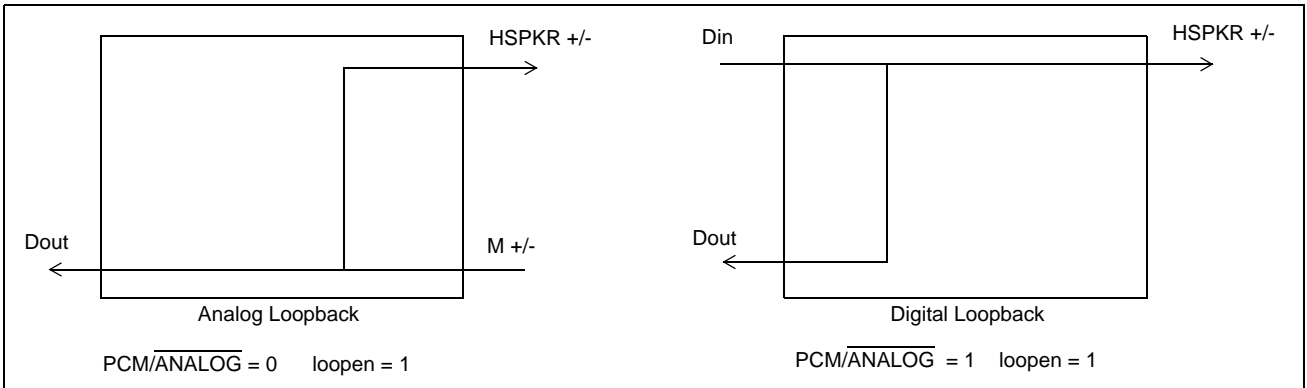 HSPKR +/-
Dout
M +/-
Analog Loopback
PCM/ANALOG = 0 loopen = 1
Din
HSPKR +/-
Dout
Digital Loopback
PCM/ANALOG = 1 loopen = 1